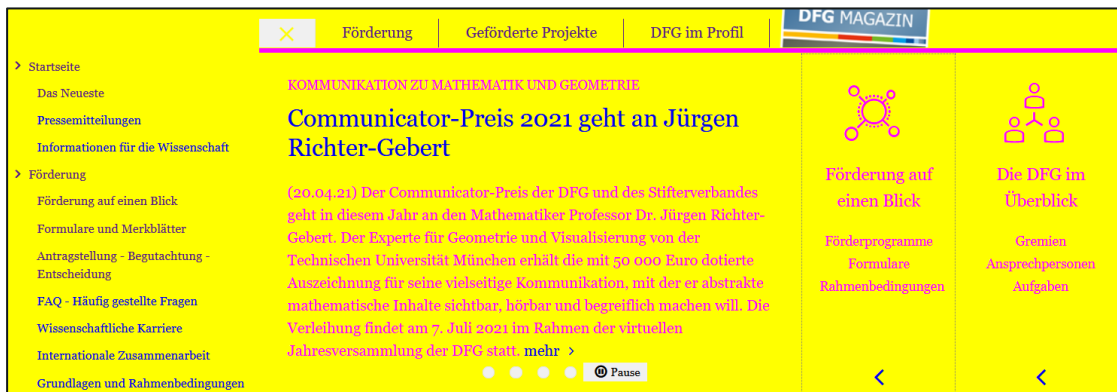 Förderung
Geförderte Projekte
DFG im Profil
DFG MAGAZIN
Startseite
Das Neueste
Pressemitteilungen
Informationen für die Wissenschaft
Förderung
Förderung auf einen Blick
Formulare und Merkblätter
Antragstellung - Begutachtung -
Entscheidung
FAQ - Häufig gestellte Fragen
Wissenschaftliche Karriere
Internationale Zusammenarbeit
Grundlagen und Rahmenbedingungen
KOMMUNIKATION ZU MATHEMATIK UND GEOMETRIE
Communicator-Preis 2021 geht an Jürgen
Richter-Gebert
(20.04.21) Der Communicator-Preis der DFG und des Stifterverbandes
geht in diesem Jahr an den Mathematiker Professor Dr. Jürgen Richter-
Gebert. Der Experte für Geometrie und Visualisierung von der
Technischen Universität München erhält die mit 50 000 Euro dotierte
Auszeichnung für seine vielseitige Kommunikation, mit der er abstrakte
mathematische Inhalte sichtbar, hörbar und begreiflich machen will. Die
Verleihung findet am 7. Juli 2021 im Rahmen der virtuellen
Jahresversammlung der DFG statt. mehr >
Pause
Förderung auf
einen Blick
Förderprogramme
Formulare
Rahmenbedingungen
Die DFG im
Überblick
Gremien
Ansprechpersonen
Aufgaben